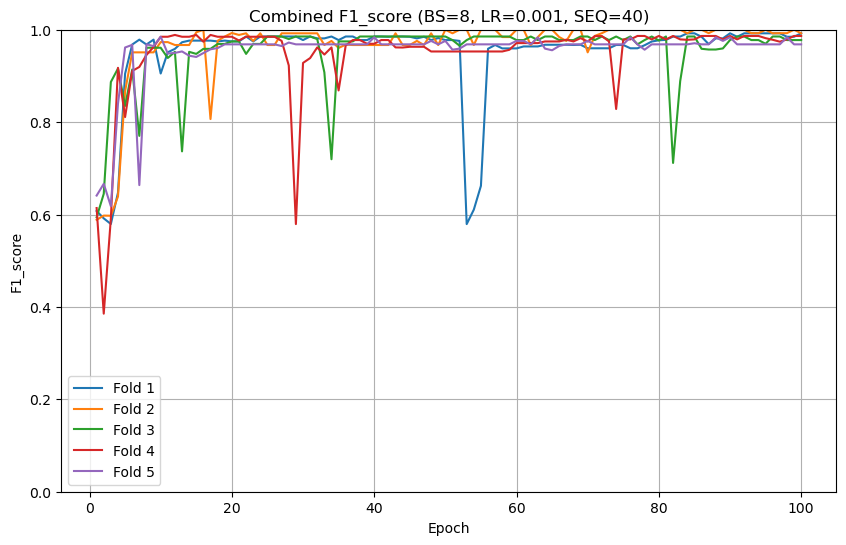 Combined F1_score (BS=8, LR=0.001, SEQ=40)
F1_score
1.0
0.8
0.6
0.4
0.2
0.0
Fold 1
Fold 2
Fold 3
Fold 4
Fold 5
0 20 40 60 80 100
Epoch